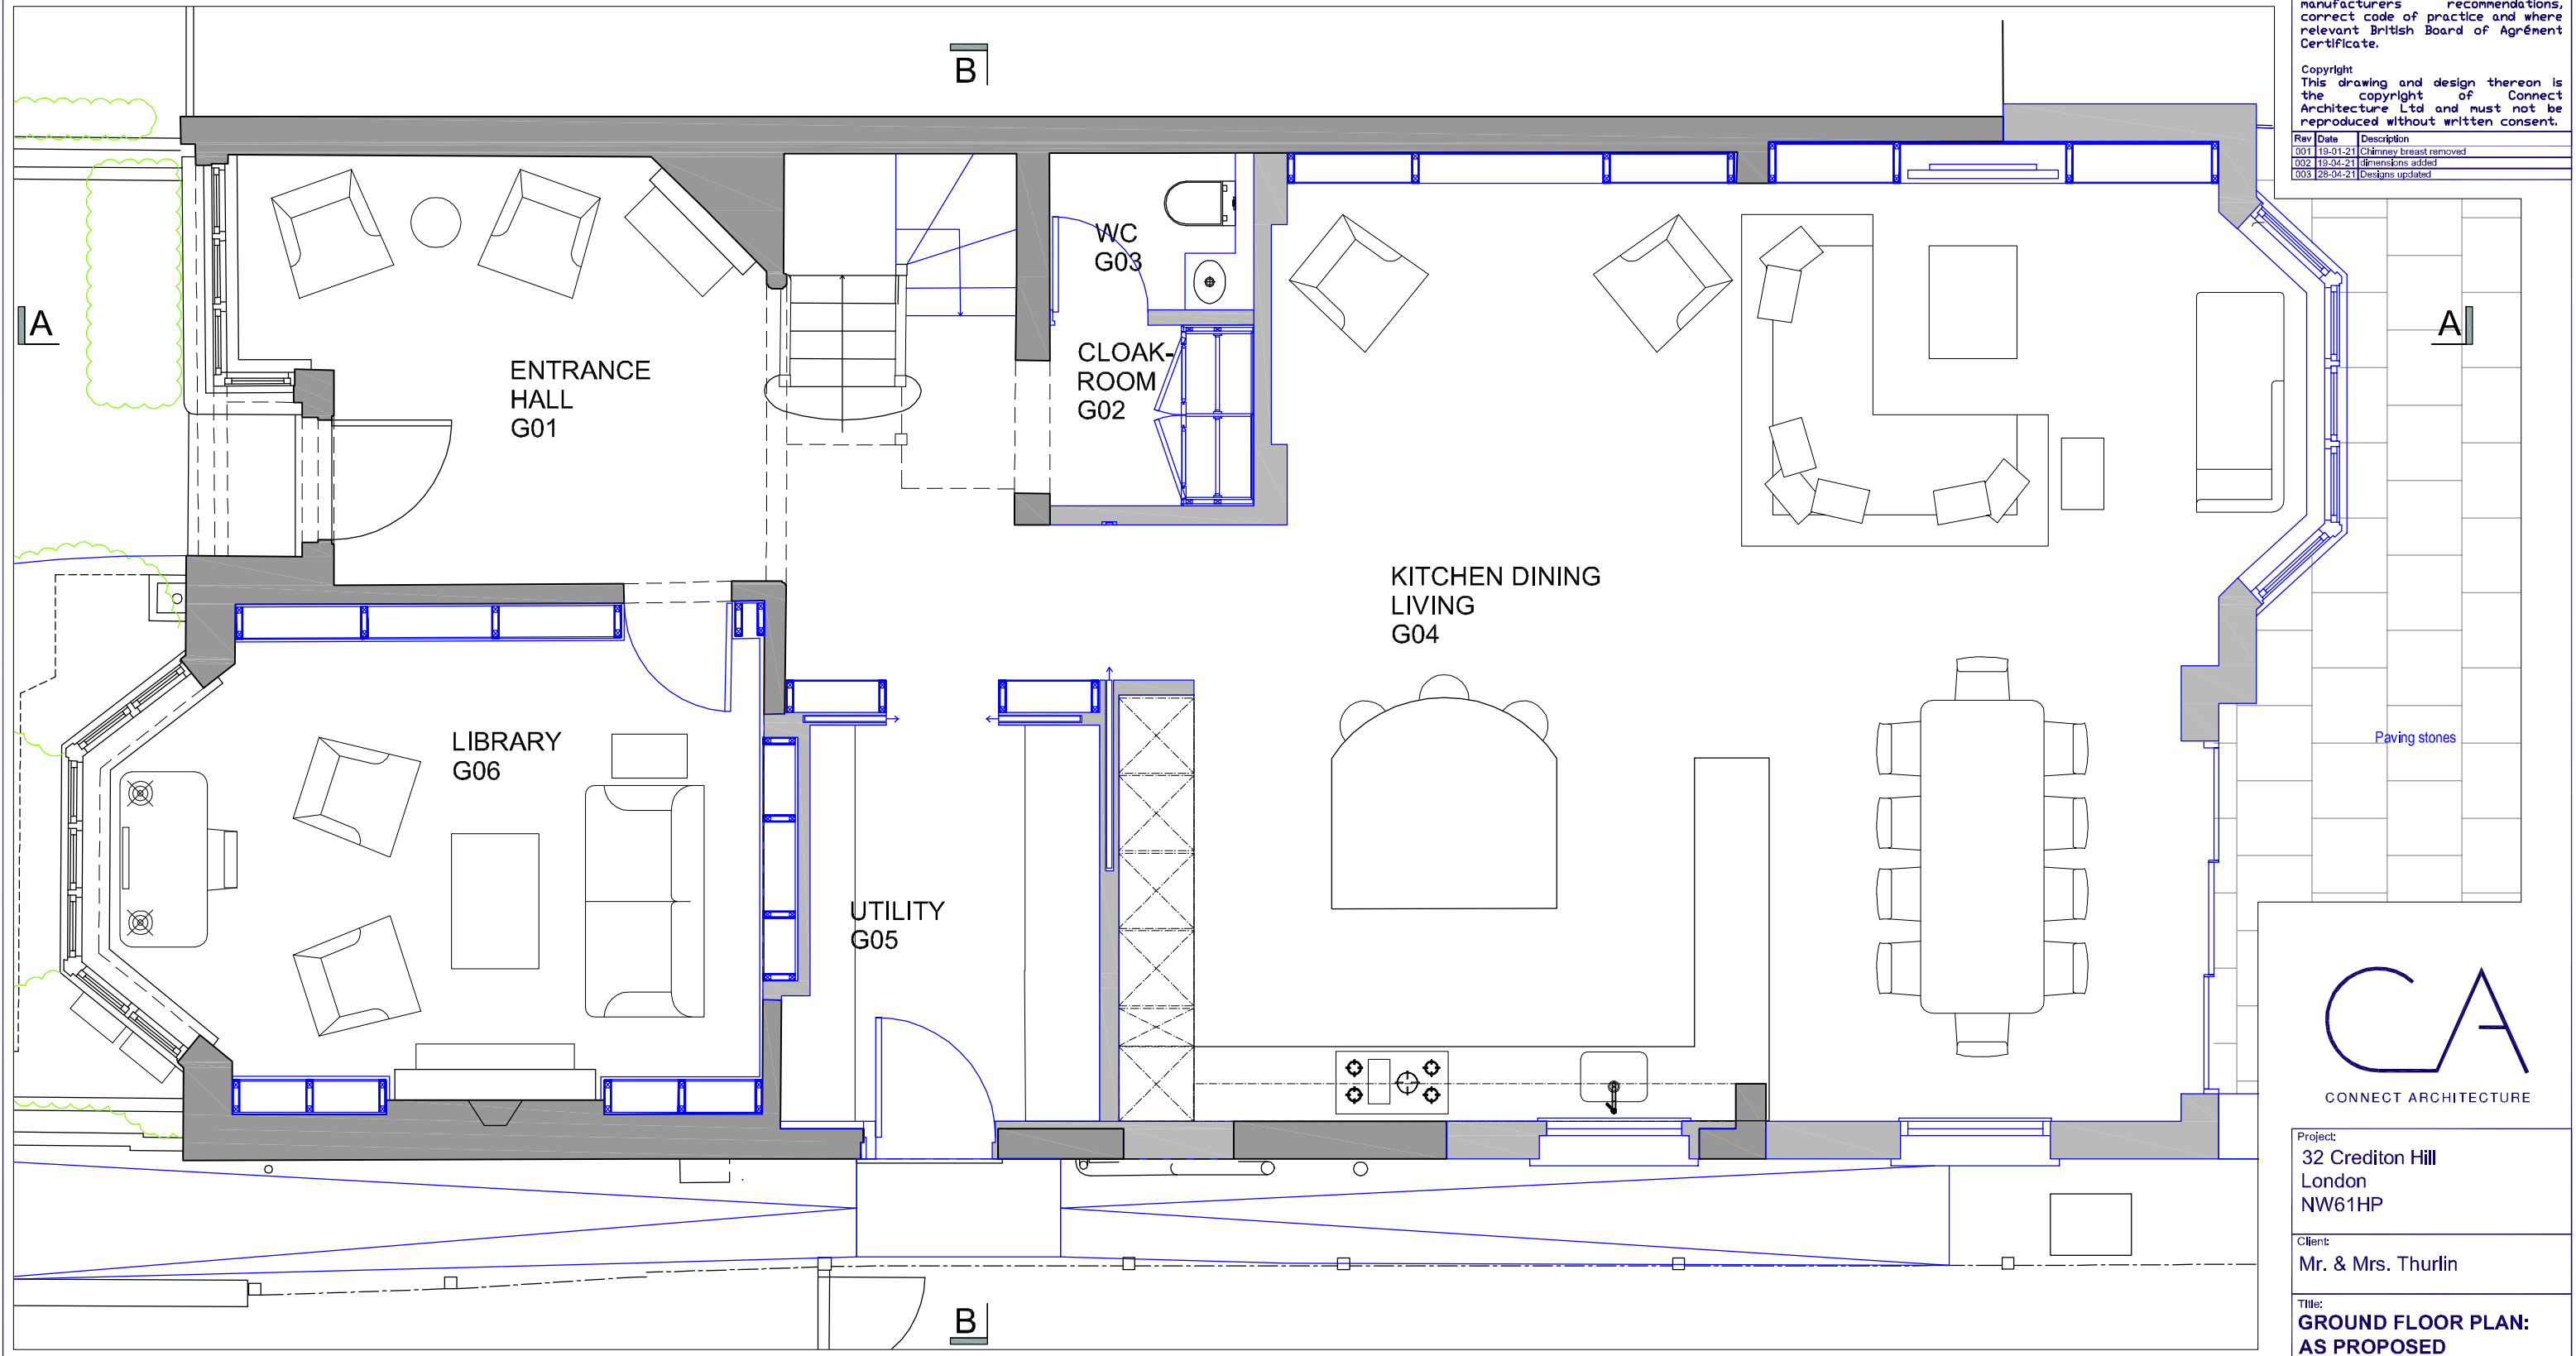 manufacturers recommendations,
correct code of practice and where
relevant British Board of Agrément
Certificate.
Copyright
This drawing and design thereon is
the copyright of Connect
Architecture Ltd and must not be
reproduced without written consent.
Rev Date Description
001 19-01-21 Chimney breast removed
002 19-04-21 dimensions added
003 28-04-21 Designs updated
B
A
A
WC
G03
CLOAK-
ROOM
G02
ENTRANCE
HALL
G01
KITCHEN DINING
LIVING
G04
LIBRARY
G06
UTILITY
G05
Paving stones
B
CA
CONNECT ARCHITECTURE
Project:
32 Crediton Hill
London
NW61HP
Client:
Mr. & Mrs. Thurlin
Title:
GROUND FLOOR PLAN:
AS PROPOSED